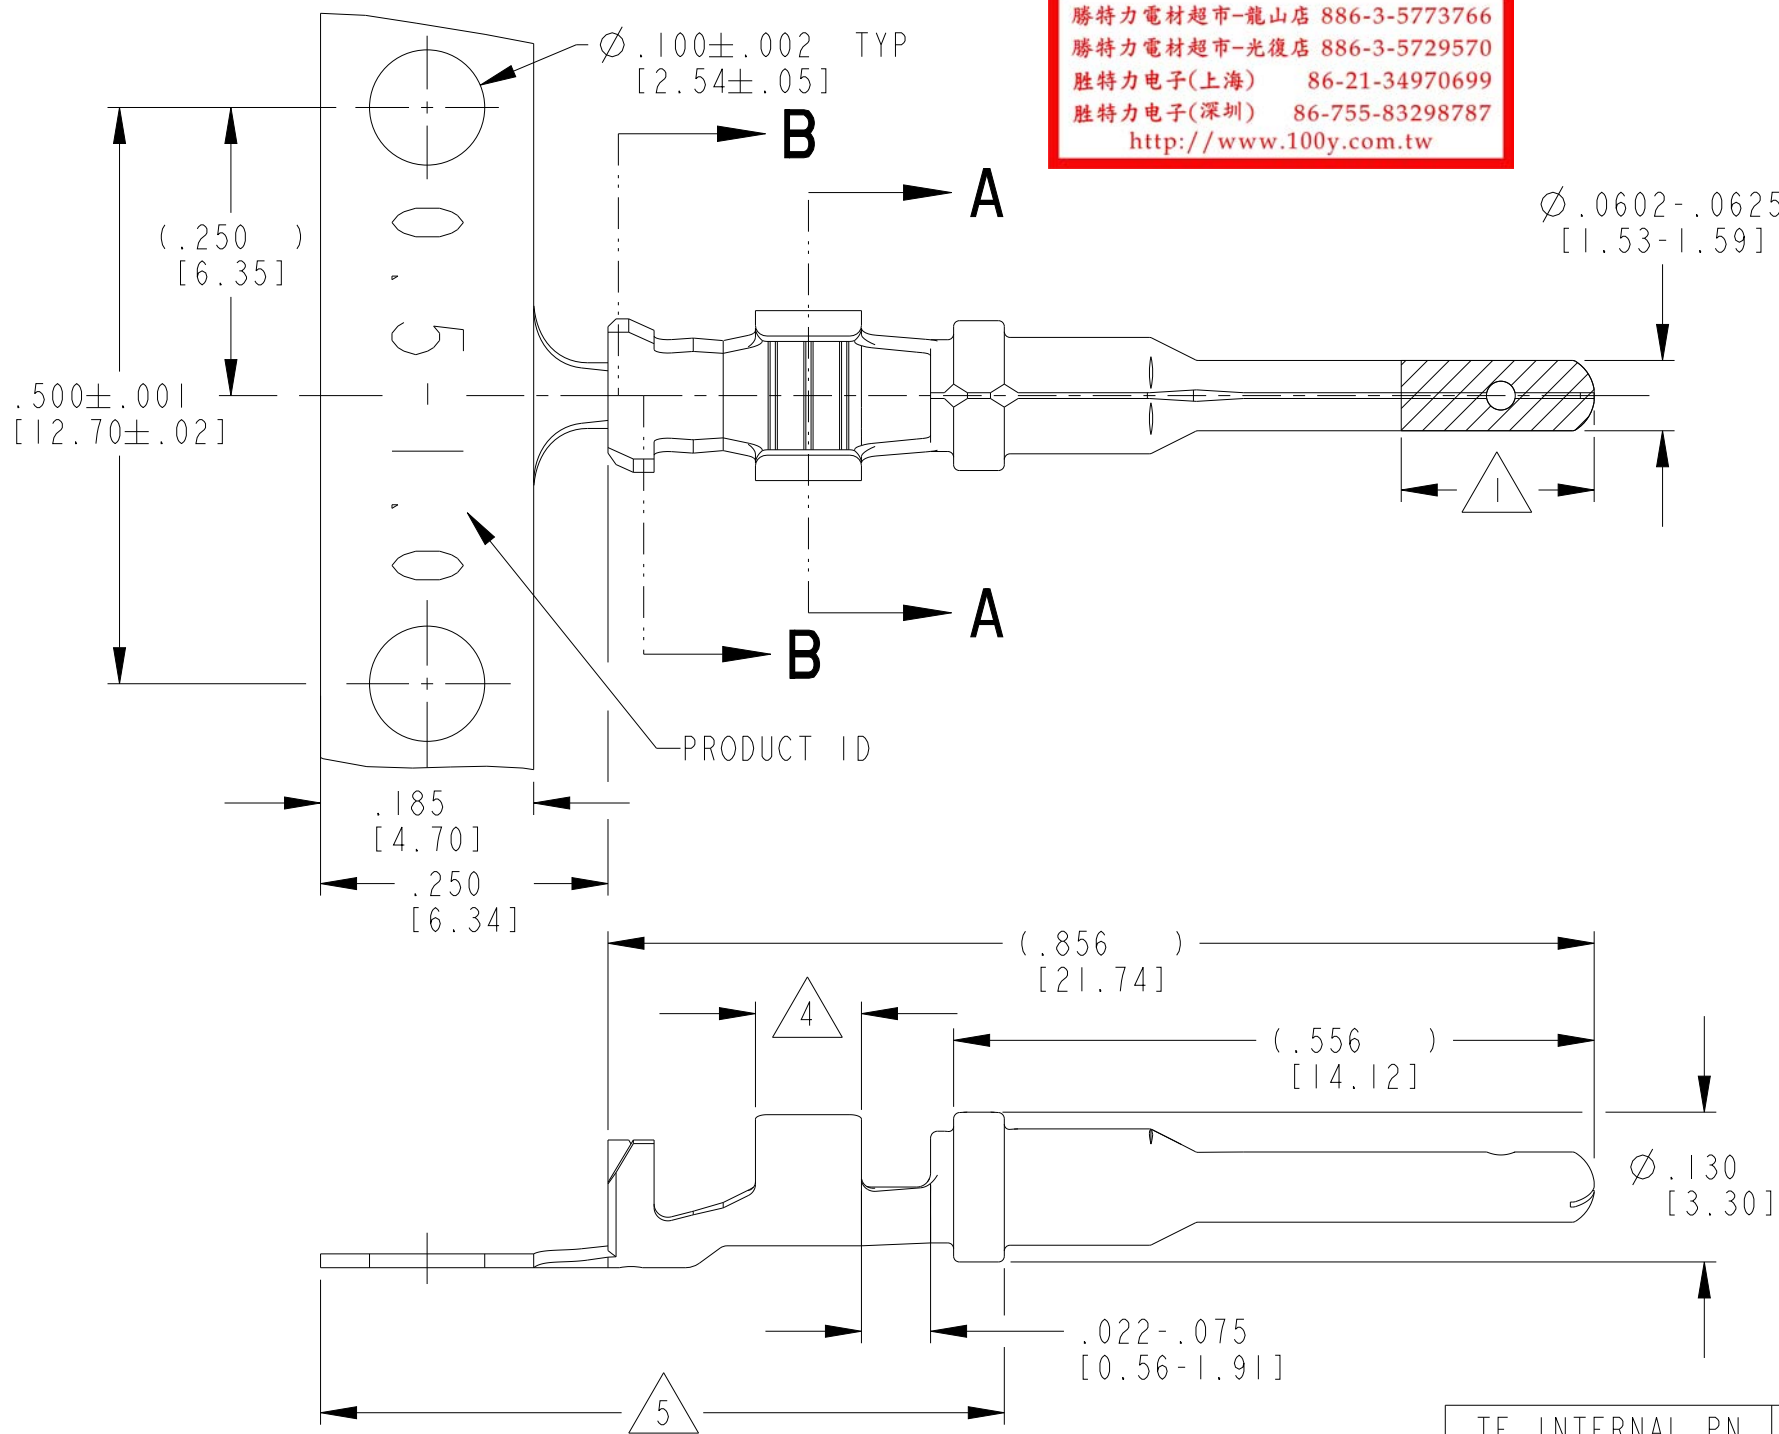 勝特力電材超市-龍山店 886-3-5773766
勝特力電材超市-光復店 886-3-5729570
胜特力电子(上海) 86-21-34970699
胜特力电子(深圳) 86-755-83298787
http://www.100y.com.tw
Ø.100±.002 TYP
[2.54±.05]
B
A
Ø.0602-.0625
[1.53-1.59]
(.250)
[6.35]
.500±.001
[12.70±.02]
0.5-1.0
1
A
B
PRODUCT ID
.185
[4.70]
.250
[6.34]
(.856)
[21.74]
4
(.556)
[14.12]
Ø.130
[3.30]
.022-.075
[0.56-1.91]
5
TE INTERNAL PN